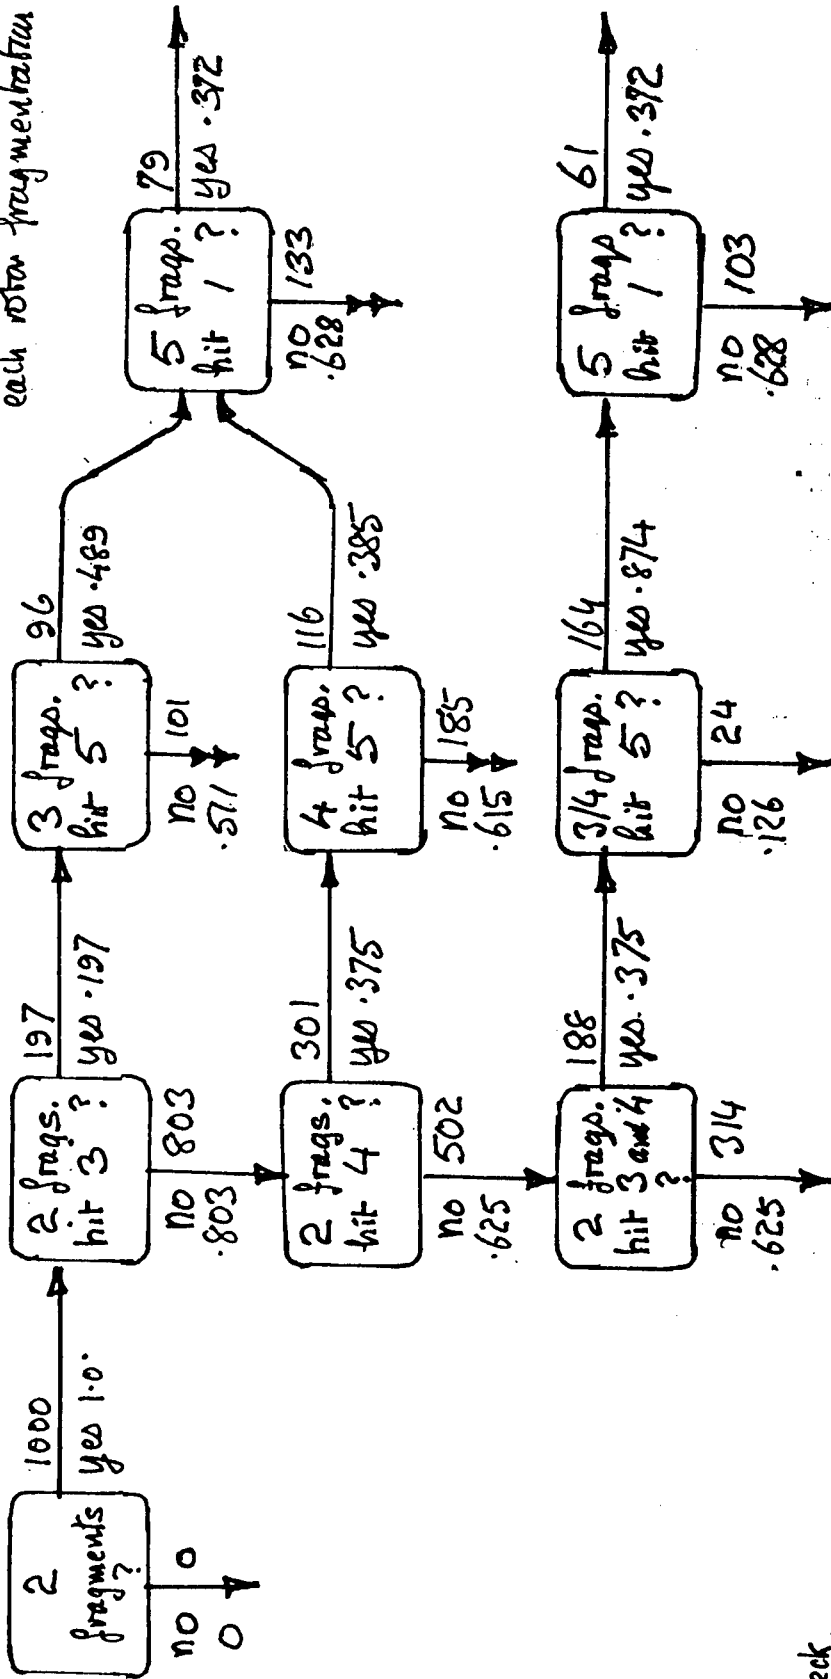 each rotor fragmentation
2
fragments
?
1000
yes 1.0
no 0
0
2 frags.
hit 3 ?
197
yes .197
no 803
.803
3 frags.
hit 5 ?
96
yes .489
no 101
.511
2 frags.
hit 4 ?
301
yes .375
no 502
.625
4 frags.
hit 5 ?
116
yes .385
no 185
.615
5 frags.
hit 1 ?
79
yes .372
no 133
.628
2 frags.
hit 3 and 4
?
188
yes .375
no 314
.625
3/4 frags.
hit 5 ?
164
yes .874
no 24
.126
5 frags
hit 1 ?
61
yes .372
no 103
.628